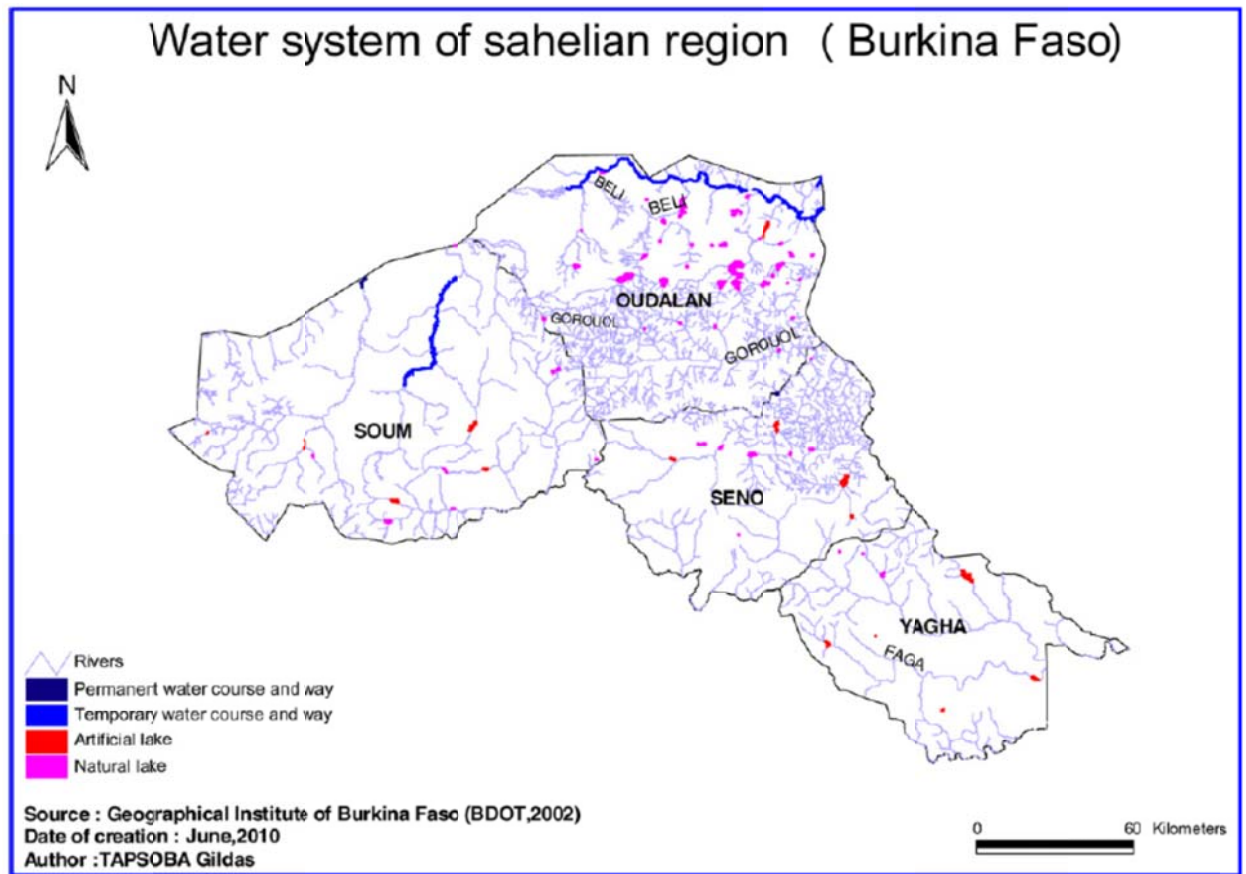 Water system of sahelian region ( Burkina Faso)
N
BELI
BELI
OUDALAN
GOROUOL
GOROUOL
SOUM
SENO
YAGHA
FAGA
Rivers
Permanert water course and way
Temporary water course and way
Artificial lake
Natural lake
Source : Geographical Institute of Burkina Faso (BDOT,2002)
Date of creation : June,2010
Author :TAPSOBA Gildas
0 60 Kilometers